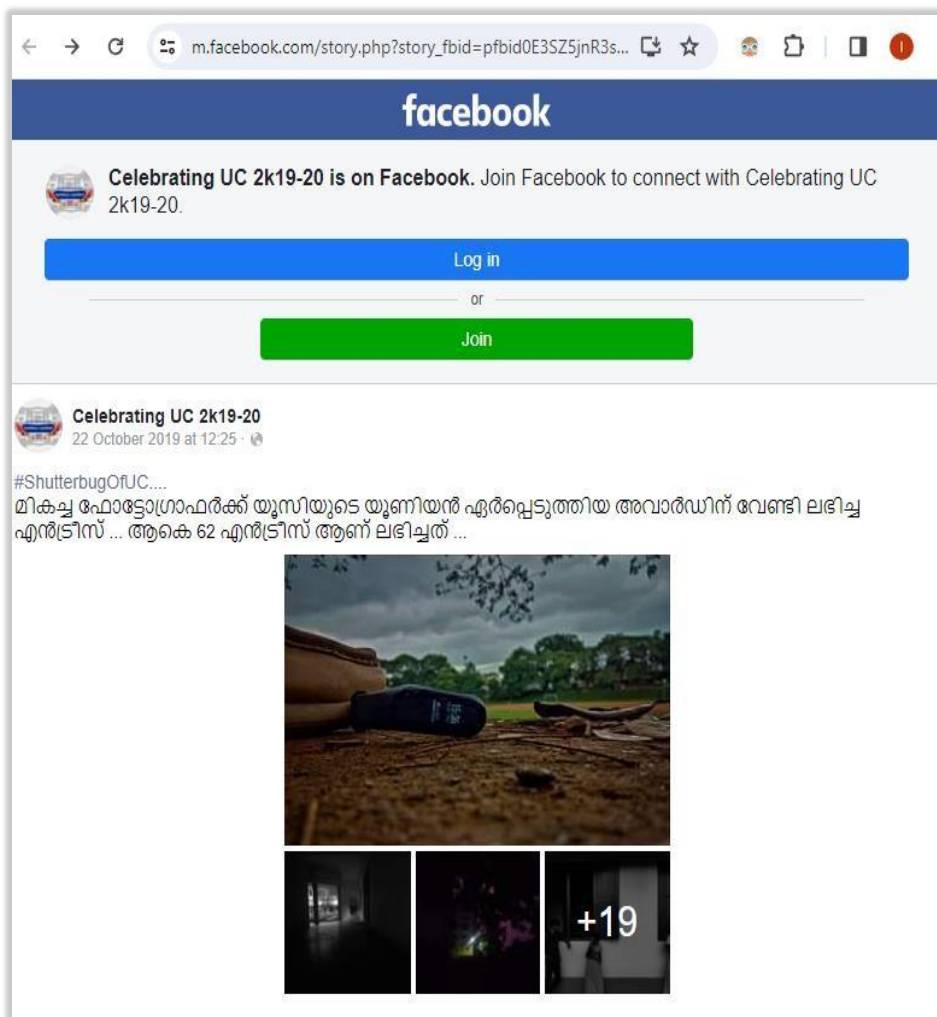 m.facebook.com/story.php?story_fbid=pfbid0E3SZ5jnR3s...
I
facebook
Celebrating UC 2k19-20 is on Facebook. Join Facebook to connect with Celebrating UC
2k19-20.
Log in
or
Join
Celebrating UC 2k19-20
22 October 2019 at 12:25 ·
#ShutterbugOfUC....
മികച്ച ഫോട്ടോഗ്രാഫർക്ക് യൂസിയുടെ യൂണിയൻ ഏർപ്പെടുത്തിയ അവാർഡിന് വേണ്ടി ലഭിച്ച
എൻട്രീസ് ... ആകെ 62 എൻട്രീസ് ആണ് ലഭിച്ചത് ...
+19